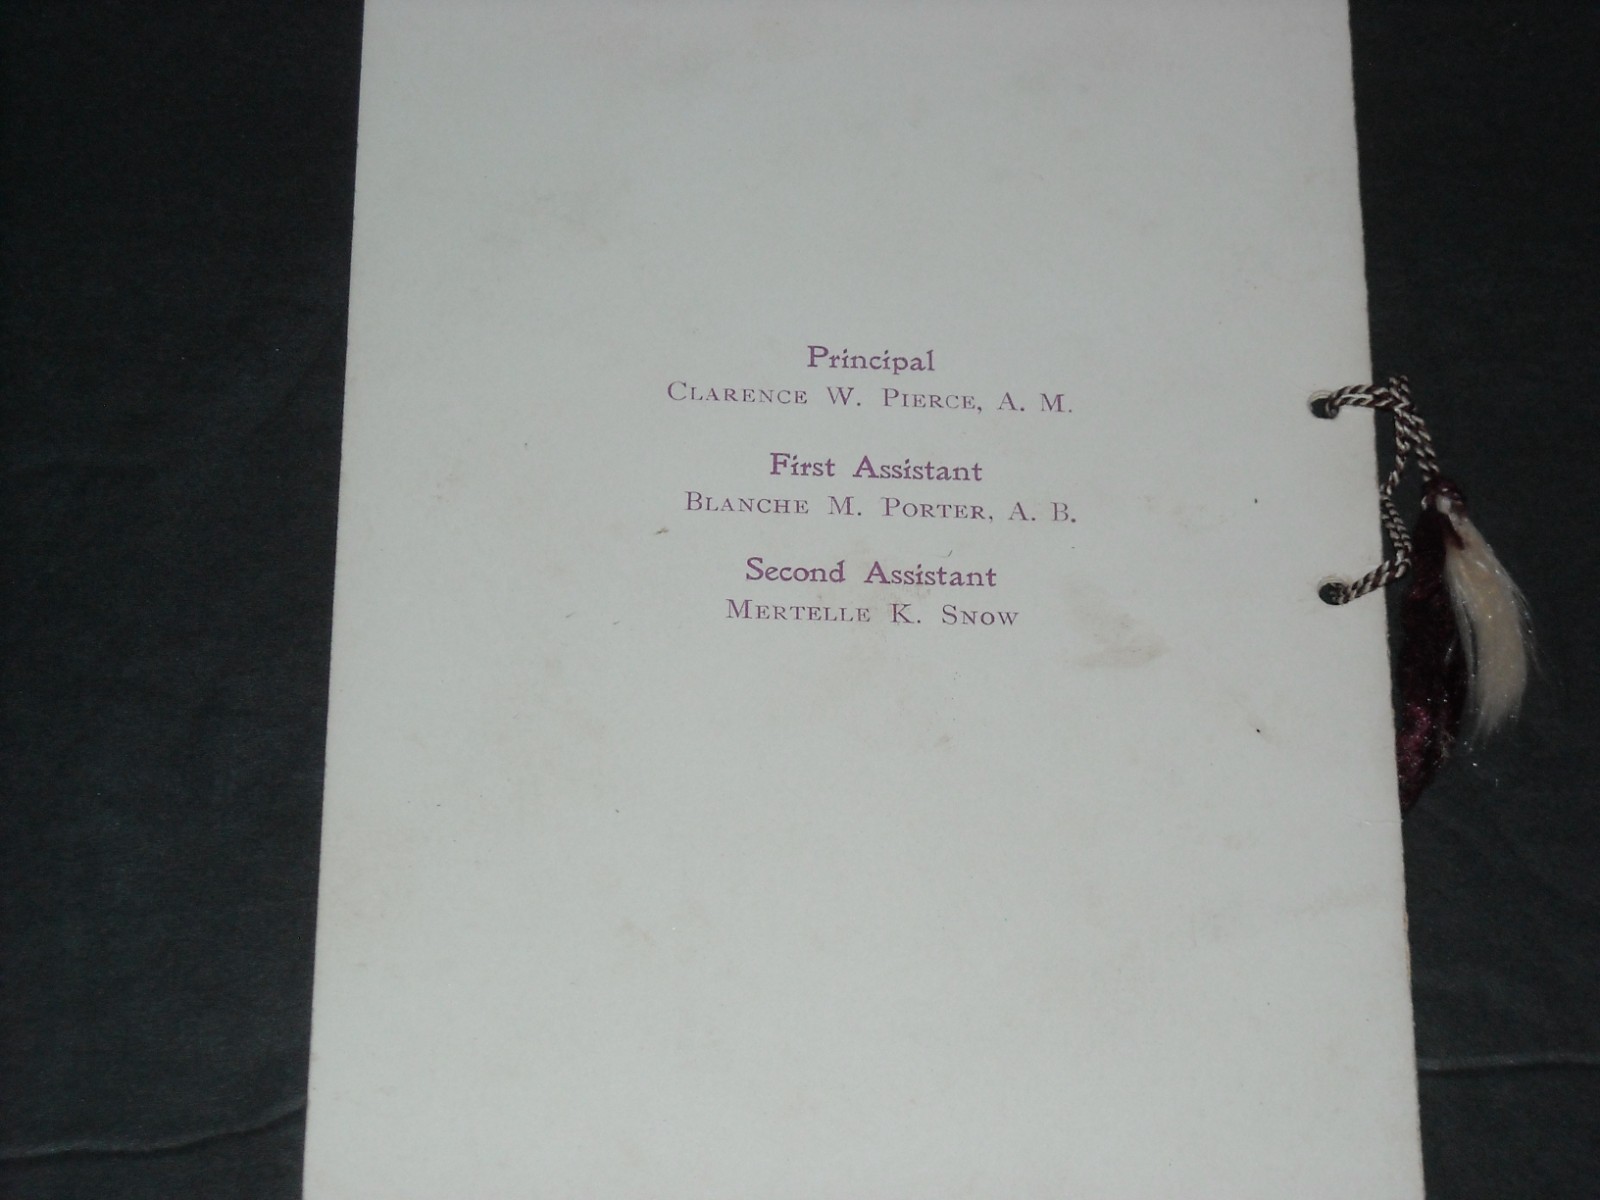 Principal
CLARENCE W. PIERCE, A. M.
First Assistant
BLANCHE M. PORTER, A. B.
Second Assistant
MERTELLE K. SNOW